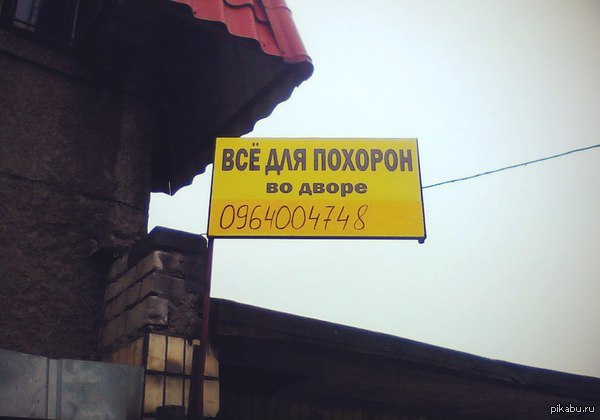 ВСЁ ДЛЯ ПОХОРОН
во дворе
0964004748
pikabu.ru